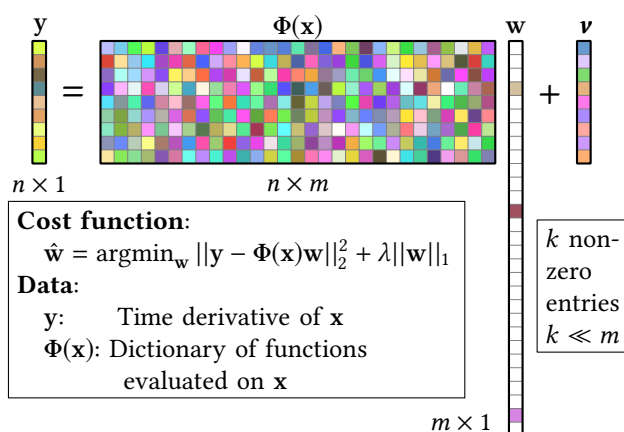 y
Φ(x)
w
ν
=
+
n × 1
n × m
Cost function:
ŵ = argmin_w ||y − Φ(x)w||₂² + λ||w||₁
Data:
y: Time derivative of x
Φ(x): Dictionary of functions
evaluated on x
k non-
zero
entries
k ≪ m
m × 1